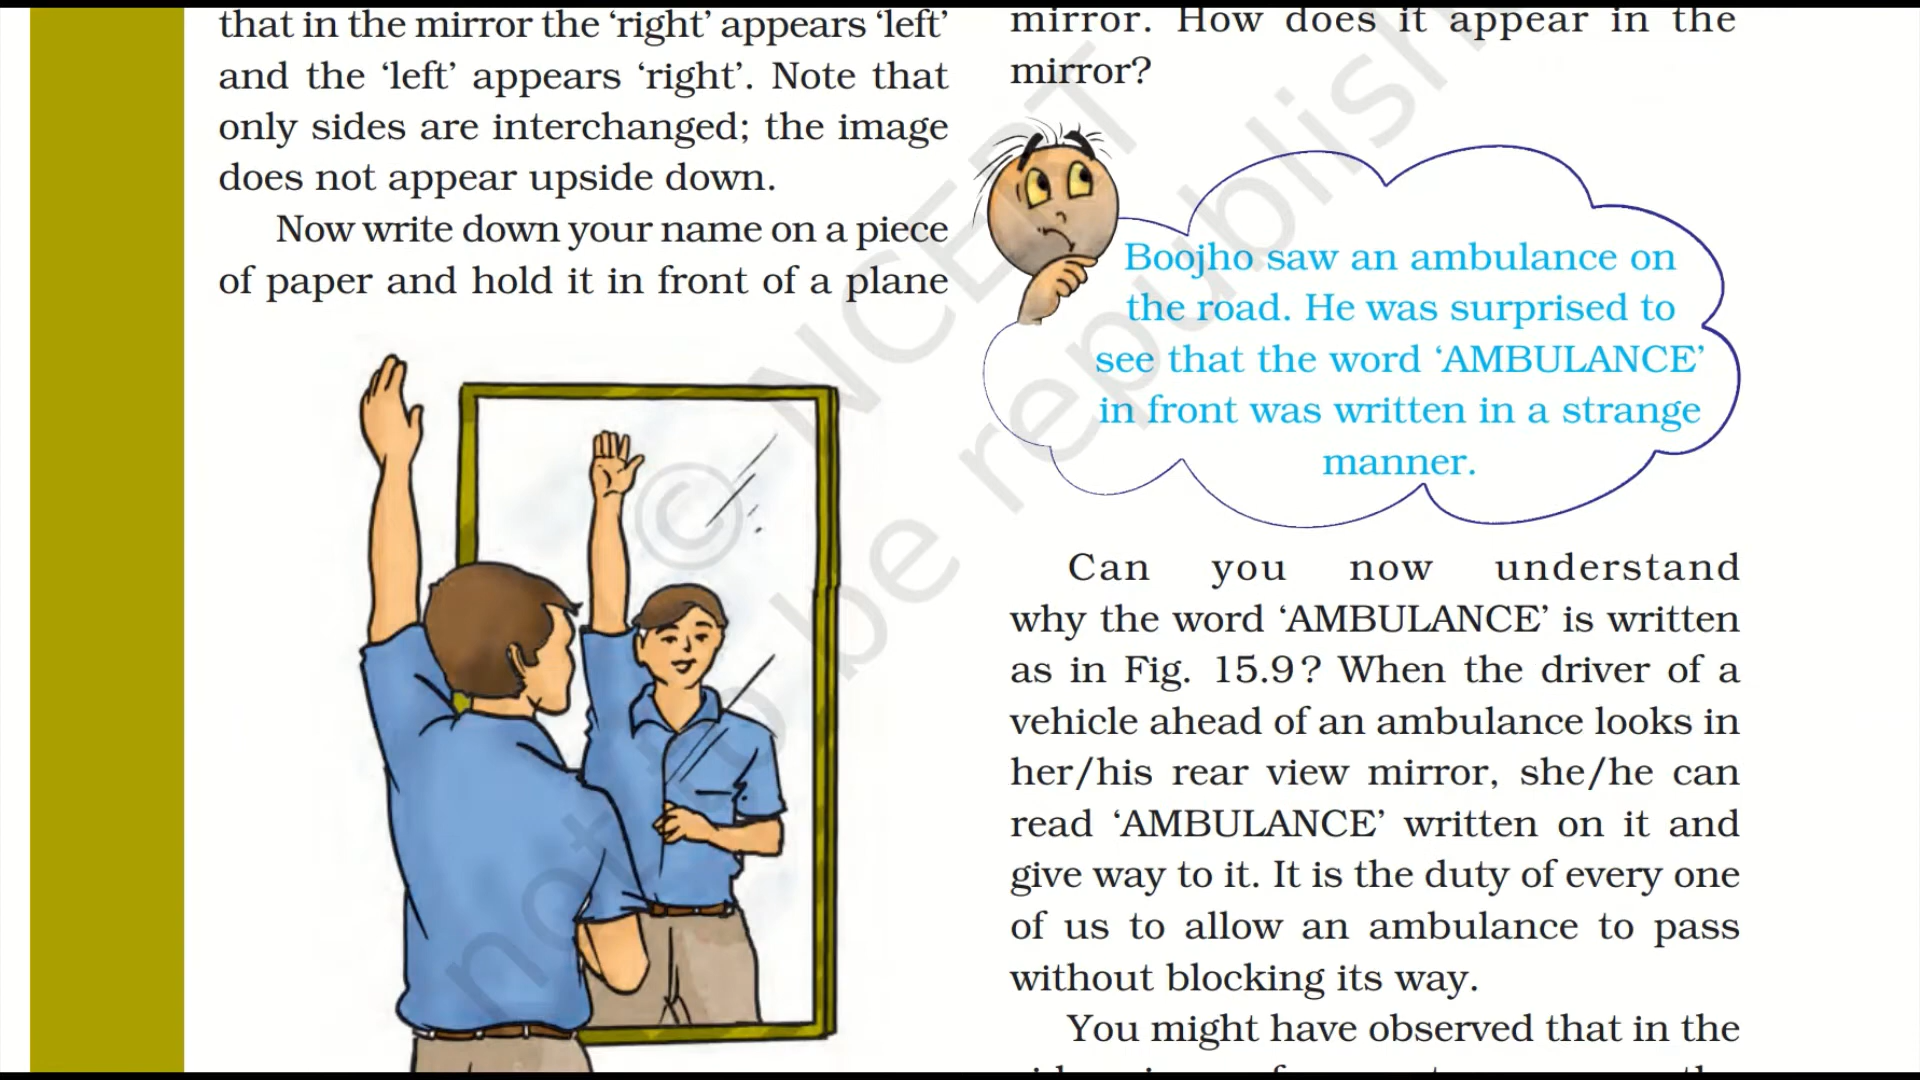 that in the mirror the ‘right’ appears ‘left’
and the ‘left’ appears ‘right’. Note that
only sides are interchanged; the image
does not appear upside down.
Now write down your name on a piece
of paper and hold it in front of a plane
mirror. How does it appear in the
mirror?
Boojho saw an ambulance on
the road. He was surprised to
see that the word ‘AMBULANCE’
in front was written in a strange
manner.
Can you now understand
why the word ‘AMBULANCE’ is written
as in Fig. 15.9? When the driver of a
vehicle ahead of an ambulance looks in
her/his rear view mirror, she/he can
read ‘AMBULANCE’ written on it and
give way to it. It is the duty of every one
of us to allow an ambulance to pass
without blocking its way.
You might have observed that in the
© NCERT
not to be republish